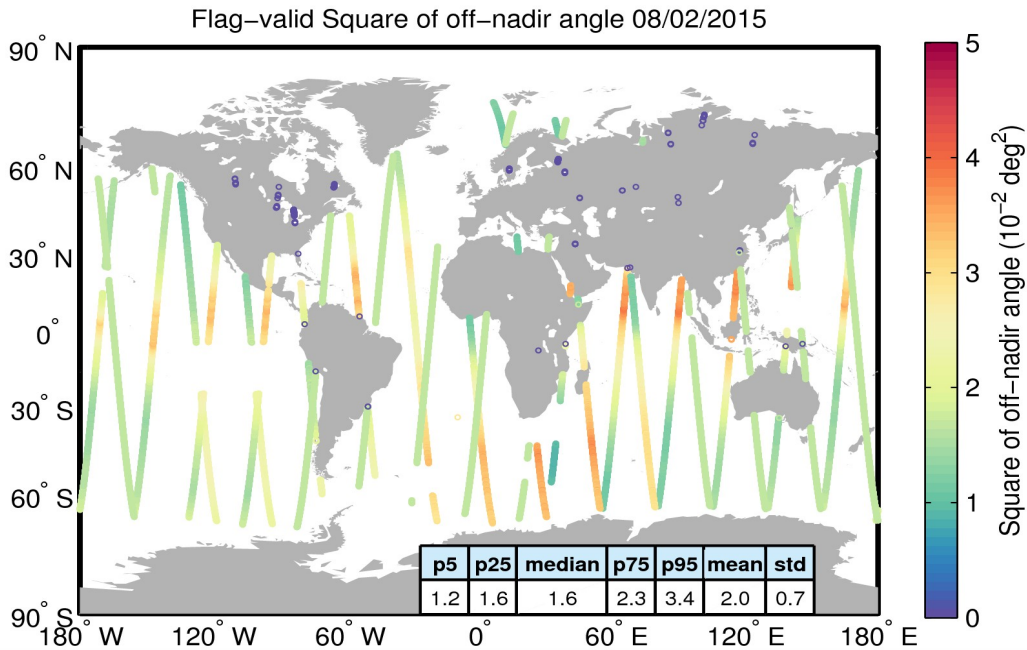 Flag−valid Square of off−nadir angle 08/02/2015
90° N
60° N
30° N
0°
30° S
60° S
90° S
180° W
120° W
60° W
0°
60° E
120° E
180° E
p5 p25 median p75 p95 mean std
1.2 1.6 1.6 2.3 3.4 2.0 0.7
5
4
3
2
1
0
Square of off−nadir angle (10⁻² deg²)